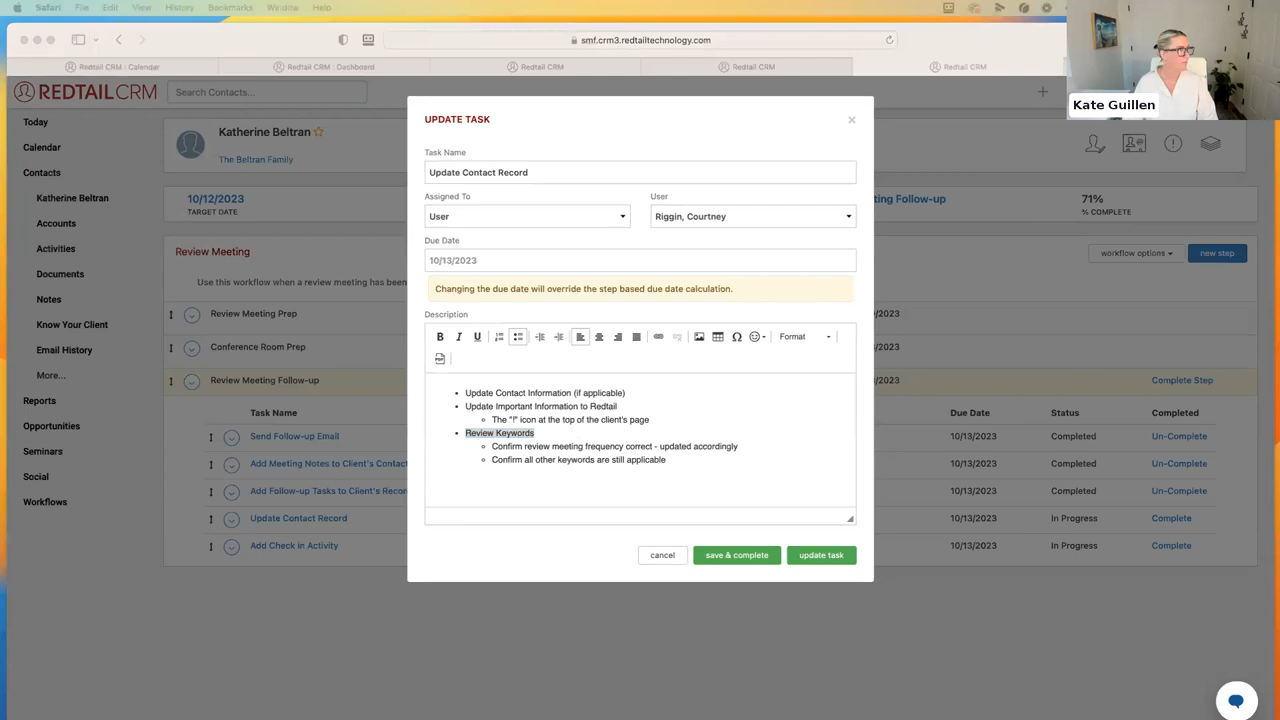 Safari File Edit View History Bookmarks Window Help
smf.crm3.redtailtechnology.com
Redtail CRM : Calendar
Redtail CRM : Dashboard
Redtail CRM
Redtail CRM
Redtail CRM
Kate Guillen
REDTAIL CRM
Search Contacts...
Today
Calendar
Contacts
Katherine Beltran
Accounts
Activities
Documents
Notes
Know Your Client
Email History
More...
Reports
Opportunities
Seminars
Social
Workflows
Katherine Beltran
The Beltran Family
10/12/2023
TARGET DATE
eting Follow-up
71%
% COMPLETE
Review Meeting
workflow options
new step
Use this workflow when a review meeting has been
Review Meeting Prep
/2023
Conference Room Prep
/2023
Review Meeting Follow-up
/2023
Complete Step
Task Name
Due Date
Status
Completed
Send Follow-up Email
10/13/2023
Completed
Un-Complete
Add Meeting Notes to Client's Contact
10/13/2023
Completed
Un-Complete
Add Follow-up Tasks to Client's Recor
10/13/2023
Completed
Un-Complete
Update Contact Record
10/13/2023
In Progress
Complete
Add Check in Activity
10/13/2023
In Progress
Complete
UPDATE TASK
×
Task Name
Update Contact Record
Assigned To
User
User
Riggin, Courtney
Due Date
10/13/2023
Changing the due date will override the step based due date calculation.
Description
B I U
Format
Update Contact Information (if applicable)
Update Important Information to Redtail
The "!" icon at the top of the client's page
Review Keywords
Confirm review meeting frequency correct - updated accordingly
Confirm all other keywords are still applicable
cancel
save & complete
update task